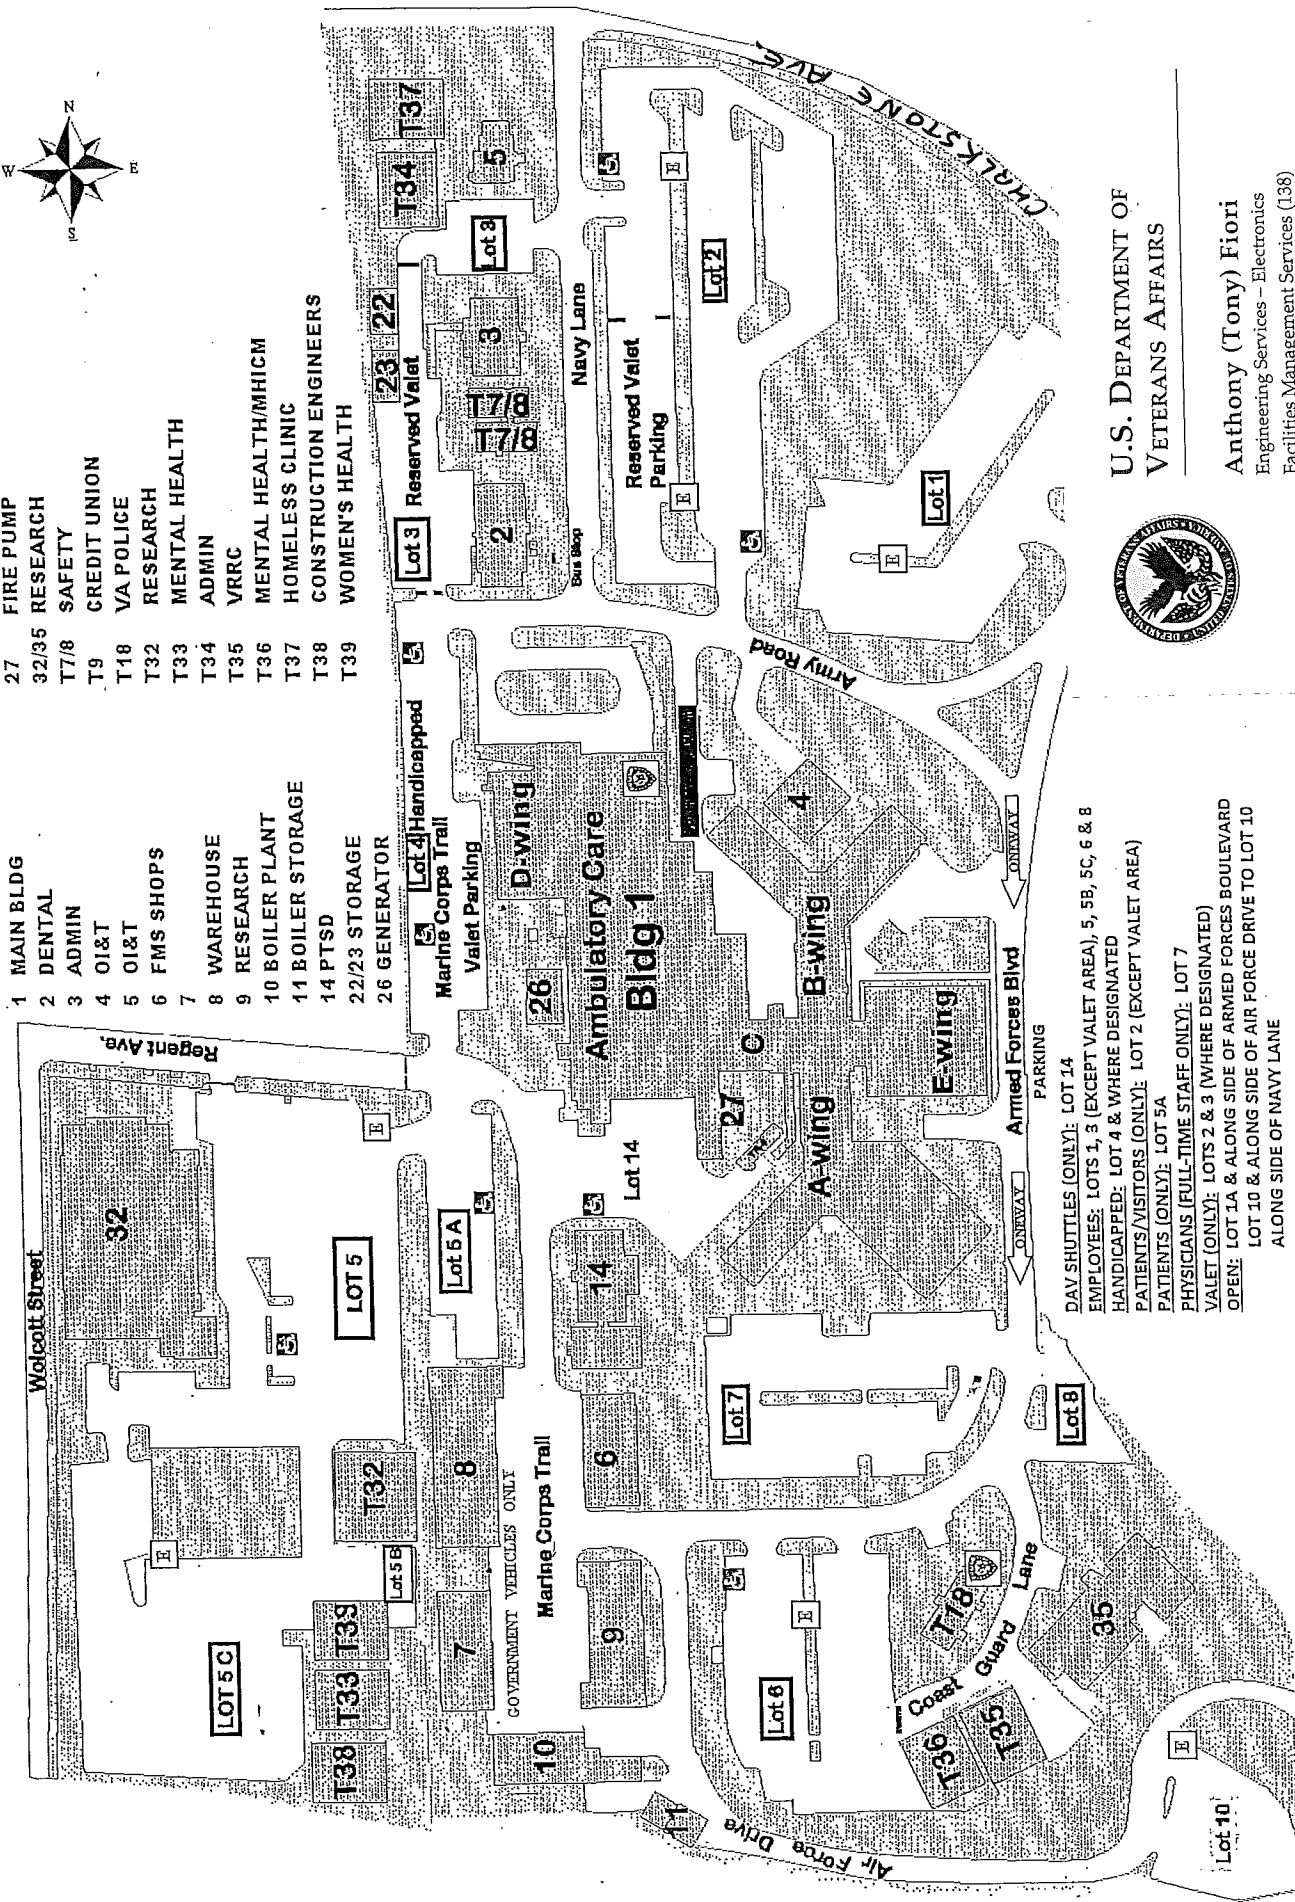 1 MAIN BLDG
2 DENTAL
3 ADMIN
4 OI&T
5 OI&T
6 FMS SHOPS
7
8 WAREHOUSE
9 RESEARCH
10 BOILER PLANT
11 BOILER STORAGE
14 PTSD
22/23 STORAGE
26 GENERATOR
27 FIRE PUMP
32/35 RESEARCH
T7/8 SAFETY
T9 CREDIT UNION
T18 VA POLICE
T32 RESEARCH
T33 MENTAL HEALTH
T34 ADMIN
T35 VRRC
T36 MENTAL HEALTH/MHICM
T37 HOMELESS CLINIC
T38 CONSTRUCTION ENGINEERS
T39 WOMEN'S HEALTH
N
W
E
S
Wolcott Street
Regent Ave.
32
LOT 5
E
Lot 5 A
T32
8
E
Lot 5 B
LOT 5 C
T39
T33
T38
7
GOVERNMENT VEHICLES ONLY
Marine Corps Trail
10
9
6
14
Lot 14
11
Air Force Drive
Lot 6
E
Lot 7
Lot 8
T18
Coast Guard Lane
T36
T35
35
E
Lot 10
Lot 4 Handicapped
Marine Corps Trail
Valet Parking
Lot 3 Reserved Valet
23
22
T34
T37
5
Lot 3
3
T7/8
T7/8
2
Bus Stop
Navy Lane
Reserved Valet
Parking
E
E
Lot 2
CHALKSTONE AVE.
Lot 1
E
Army Road
D-wing
26
Ambulatory Care
Bldg 1
4
B-wing
C
27
A-wing
E-wing
ONEWAY
Armed Forces Blvd
PARKING
ONEWAY
DAV SHUTTLES (ONLY): LOT 14
EMPLOYEES: LOTS 1, 3 (EXCEPT VALET AREA), 5, 5B, 5C, 6 & 8
HANDICAPPED: LOT 4 & WHERE DESIGNATED
PATIENTS/VISITORS (ONLY): LOT 2 (EXCEPT VALET AREA)
PATIENTS (ONLY): LOT 5A
PHYSICIANS (FULL-TIME STAFF ONLY): LOT 7
VALET (ONLY): LOTS 2 & 3 (WHERE DESIGNATED)
OPEN: LOT 1A & ALONG SIDE OF ARMED FORCES BOULEVARD
LOT 10 & ALONG SIDE OF AIR FORCE DRIVE TO LOT 10
ALONG SIDE OF NAVY LANE
U.S. DEPARTMENT OF
VETERANS AFFAIRS
Anthony (Tony) Fiori
Engineering Services – Electronics
Facilities Management Services (138)